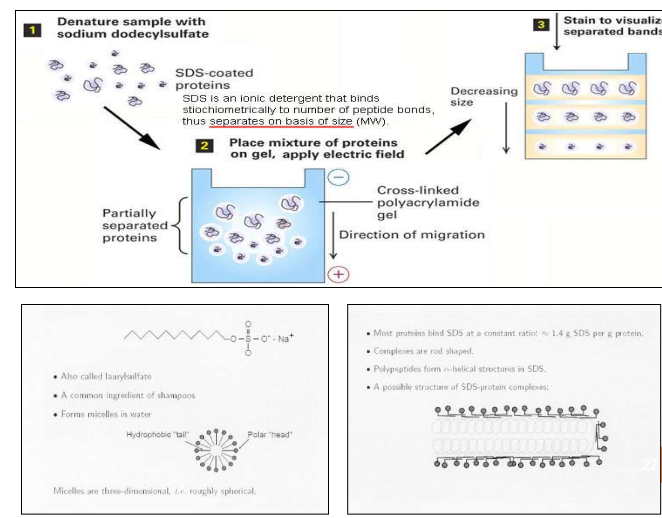 1 Denature sample with
sodium dodecylsulfate
SDS-coated
proteins
SDS is an ionic detergent that binds
stiochiometrically to number of peptide bonds,
thus separates on basis of size (MW).
2 Place mixture of proteins
on gel, apply electric field
Partially
separated
proteins
Cross-linked
polyacrylamide
gel
Direction of migration
−
+
3 Stain to visualize
separated bands
Decreasing
size
O
O–S–O⁻ - Na⁺
O
• Also called laurylsulfate
• A common ingredient of shampoos
• Forms micelles in water
Hydrophobic "tail"
Polar "head"
Micelles are three-dimensional, i.e. roughly spherical.
• Most proteins bind SDS at a constant ratio: ≈ 1.4 g SDS per g protein.
• Complexes are rod shaped.
• Polypeptides form α-helical structures in SDS.
• A possible structure of SDS-protein complexes:
22